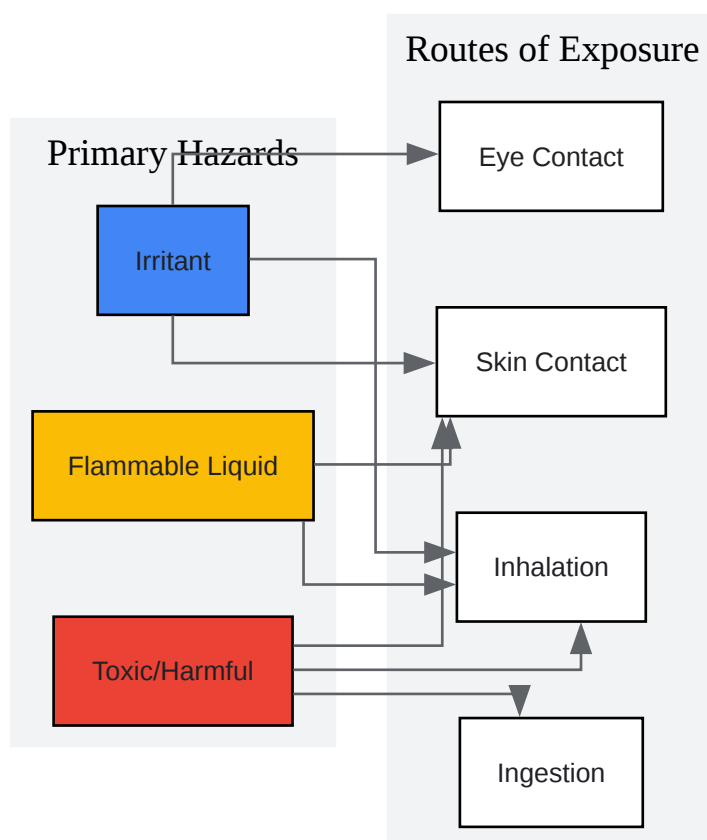 Routes of Exposure
Primary Hazards
Eye Contact
Irritant
Skin Contact
Flammable Liquid
Inhalation
Toxic/Harmful
Ingestion